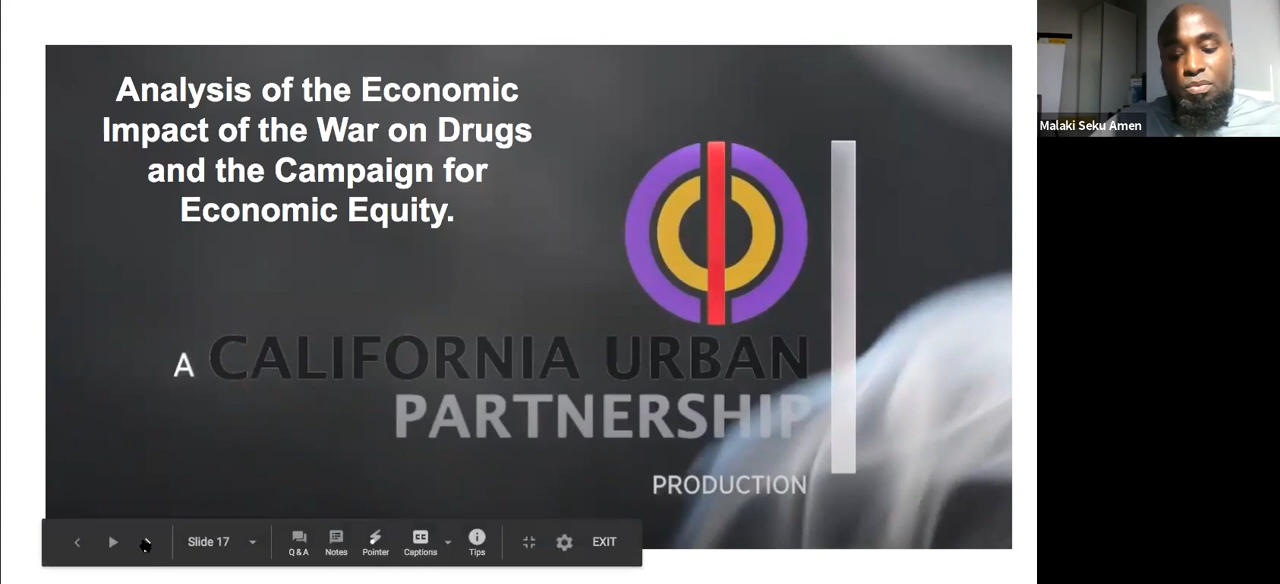 Analysis of the Economic
Impact of the War on Drugs
and the Campaign for
Economic Equity.
A CALIFORNIA URBAN
PARTNERSHIP
PRODUCTION
Slide 17
Q&A
Notes
Pointer
Captions
Tips
EXIT
Malaki Seku Amen